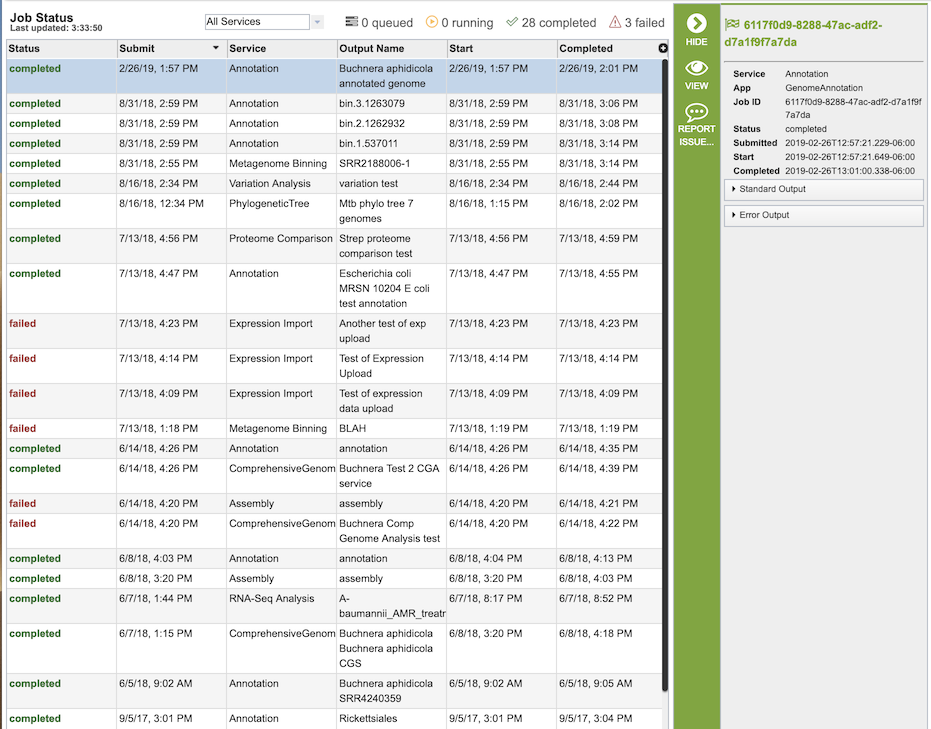 Job Status
Last updated: 3:33:50
All Services
0 queued
0 running
28 completed
3 failed
Status Submit Service Output Name Start Completed
completed 2/26/19, 1:57 PM Annotation Buchnera aphidicola 2/26/19, 1:57 PM 2/26/19, 2:01 PM
annotated genome
completed 8/31/18, 2:59 PM Annotation bin.3.1263079 8/31/18, 2:59 PM 8/31/18, 3:06 PM
completed 8/31/18, 2:59 PM Annotation bin.2.1262932 8/31/18, 2:59 PM 8/31/18, 3:08 PM
completed 8/31/18, 2:59 PM Annotation bin.1.537011 8/31/18, 2:59 PM 8/31/18, 3:14 PM
completed 8/31/18, 2:55 PM Metagenome Binning SRR2188006-1 8/31/18, 2:55 PM 8/31/18, 3:14 PM
completed 8/16/18, 2:34 PM Variation Analysis variation test 8/16/18, 2:34 PM 8/16/18, 2:44 PM
completed 8/16/18, 12:34 PM PhylogeneticTree Mtb phylo tree 7 8/16/18, 1:15 PM 8/16/18, 2:02 PM
genomes
completed 7/13/18, 4:56 PM Proteome Comparison Strep proteome 7/13/18, 4:56 PM 7/13/18, 4:59 PM
comparison test
completed 7/13/18, 4:47 PM Annotation Escherichia coli 7/13/18, 4:47 PM 7/13/18, 4:55 PM
MRSN 10204 E coli
test annotation
failed 7/13/18, 4:23 PM Expression Import Another test of exp 7/13/18, 4:23 PM 7/13/18, 4:23 PM
upload
failed 7/13/18, 4:14 PM Expression Import Test of Expression 7/13/18, 4:14 PM 7/13/18, 4:14 PM
Upload
failed 7/13/18, 4:09 PM Expression Import Test of expression 7/13/18, 4:09 PM 7/13/18, 4:09 PM
data upload
failed 7/13/18, 1:18 PM Metagenome Binning BLAH 7/13/18, 1:19 PM 7/13/18, 1:19 PM
completed 6/14/18, 4:26 PM Annotation annotation 6/14/18, 4:26 PM 6/14/18, 4:35 PM
completed 6/14/18, 4:26 PM ComprehensiveGenom Buchnera Test 2 CGA 6/14/18, 4:26 PM 6/14/18, 4:39 PM
service
failed 6/14/18, 4:20 PM Assembly assembly 6/14/18, 4:20 PM 6/14/18, 4:21 PM
failed 6/14/18, 4:20 PM ComprehensiveGenom Buchnera Comp 6/14/18, 4:20 PM 6/14/18, 4:22 PM
Genome Analysis test
completed 6/8/18, 4:03 PM Annotation annotation 6/8/18, 4:04 PM 6/8/18, 4:13 PM
completed 6/8/18, 3:20 PM Assembly assembly 6/8/18, 3:20 PM 6/8/18, 4:03 PM
completed 6/7/18, 1:44 PM RNA-Seq Analysis A- 6/7/18, 8:17 PM 6/7/18, 8:52 PM
baumannii_AMR_treatr
completed 6/7/18, 1:15 PM ComprehensiveGenom Buchnera aphidicola 6/8/18, 3:20 PM 6/8/18, 4:18 PM
Buchnera aphidicola
CGS
completed 6/5/18, 9:02 AM Annotation Buchnera aphidicola 6/5/18, 9:02 AM 6/5/18, 9:05 AM
SRR4240359
completed 9/5/17, 3:01 PM Annotation Rickettsiales 9/5/17, 3:01 PM 9/5/17, 3:04 PM
HIDE
VIEW
REPORT
ISSUE...
6117f0d9-8288-47ac-adf2-
d7a1f9f7a7da
Service Annotation
App GenomeAnnotation
Job ID 6117f0d9-8288-47ac-adf2-d7a1f9f
7a7da
Status completed
Submitted 2019-02-26T12:57:21.229-06:00
Start 2019-02-26T12:57:21.649-06:00
Completed 2019-02-26T13:01:00.338-06:00
Standard Output
Error Output